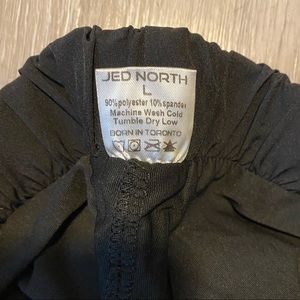 JED NORTH
L
90% polyester 10% spandex
Machine Wash Cold
Tumble Dry Low
BORN IN TORONTO